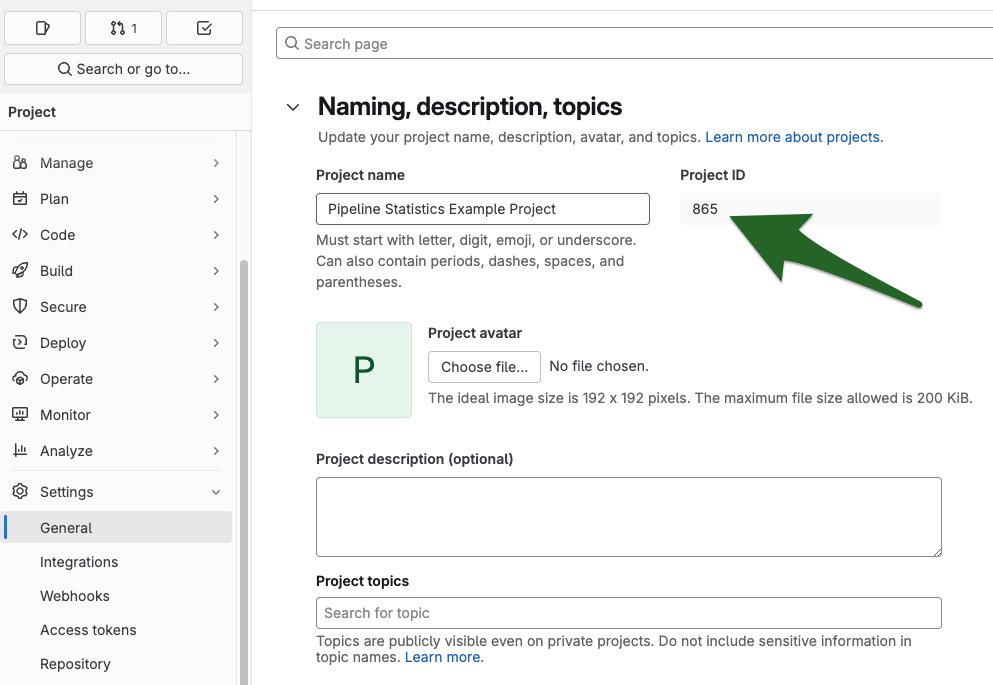 1
Search or go to...
Project
Manage
Plan
Code
Build
Secure
Deploy
Operate
Monitor
Analyze
Settings
General
Integrations
Webhooks
Access tokens
Repository
Search page
Naming, description, topics
Update your project name, description, avatar, and topics. Learn more about projects.
Project name
Pipeline Statistics Example Project
Must start with letter, digit, emoji, or underscore.
Can also contain periods, dashes, spaces, and
parentheses.
Project ID
865
P
Project avatar
Choose file... No file chosen.
The ideal image size is 192 x 192 pixels. The maximum file size allowed is 200 KiB.
Project description (optional)
Project topics
Search for topic
Topics are publicly visible even on private projects. Do not include sensitive information in
topic names. Learn more.